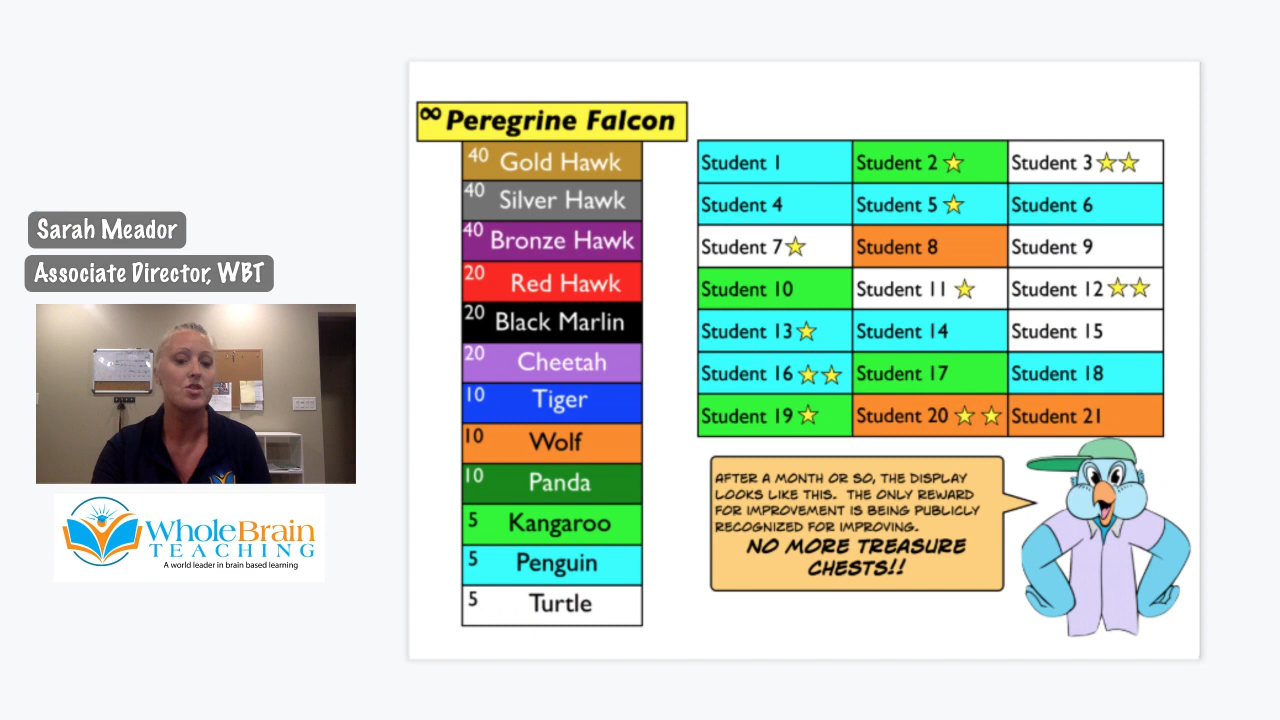 Sarah Meador
Associate Director, WBT
WHOLEBRAIN
TEACHING
A world leader in brain based learning
∞ Peregrine Falcon
40 Gold Hawk
40 Silver Hawk
40 Bronze Hawk
20 Red Hawk
20 Black Marlin
20 Cheetah
10 Tiger
10 Wolf
10 Panda
5 Kangaroo
5 Penguin
5 Turtle
Student 1 Student 2 Student 3
Student 4 Student 5 Student 6
Student 7 Student 8 Student 9
Student 10 Student 11 Student 12
Student 13 Student 14 Student 15
Student 16 Student 17 Student 18
Student 19 Student 20 Student 21
AFTER A MONTH OR SO, THE DISPLAY
LOOKS LIKE THIS. THE ONLY REWARD
FOR IMPROVEMENT IS BEING PUBLICLY
RECOGNIZED FOR IMPROVING.
NO MORE TREASURE
CHESTS!!